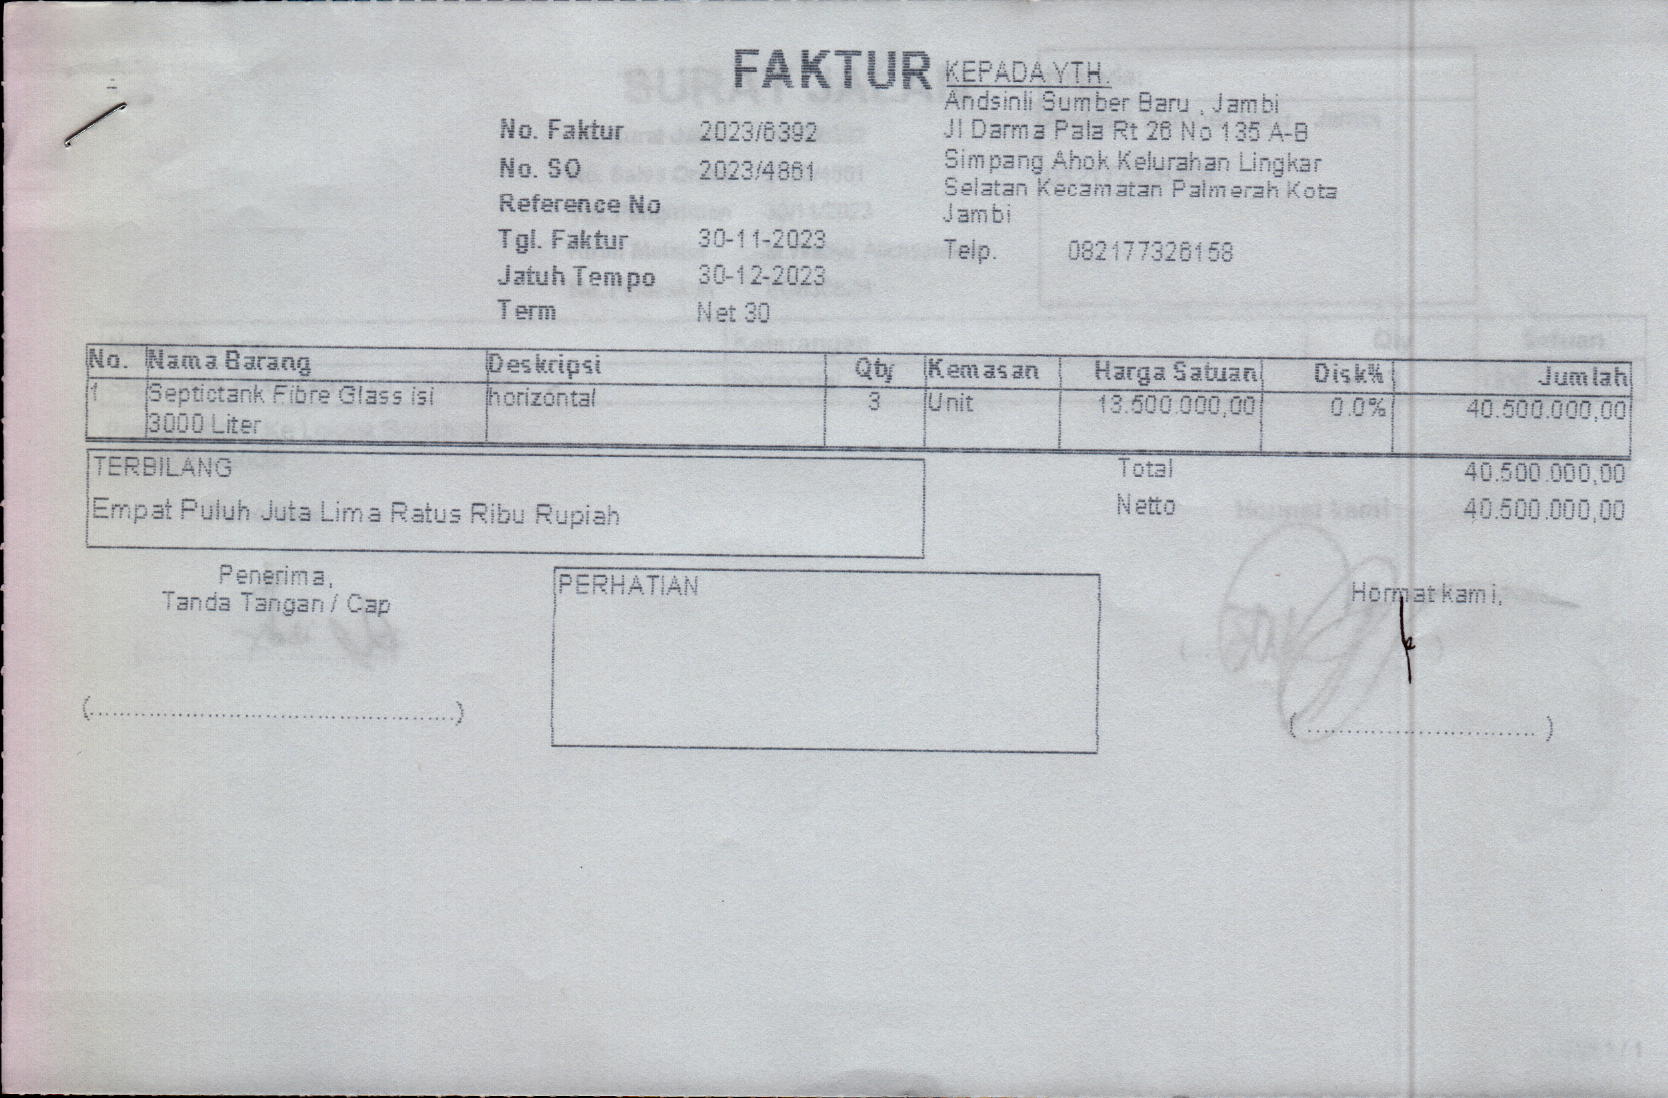 FAKTUR
KEPADA YTH.
Andsinli Sumber Baru , Jambi
Jl Darma Pala Rt 26 No 135 A-B
Simpang Ahok Kelurahan Lingkar
Selatan Kecamatan Palmerah Kota
Jambi
Telp. 082177326158
No. Faktur 2023/6392
No. SO 2023/4861
Reference No
Tgl. Faktur 30-11-2023
Jatuh Tempo 30-12-2023
Term Net 30
No. Nama Barang Deskripsi Qty Kemasan Harga Satuan Disk% Jumlah
1 Septictank Fibre Glass isi horizontal 3 Unit 13.500.000,00 0.0% 40.500.000,00
3000 Liter
TERBILANG
Empat Puluh Juta Lima Ratus Ribu Rupiah
Total 40.500.000,00
Netto 40.500.000,00
Penerima,
Tanda Tangan / Cap
(..............................................)
PERHATIAN
Hormat kami,
( ............................. )